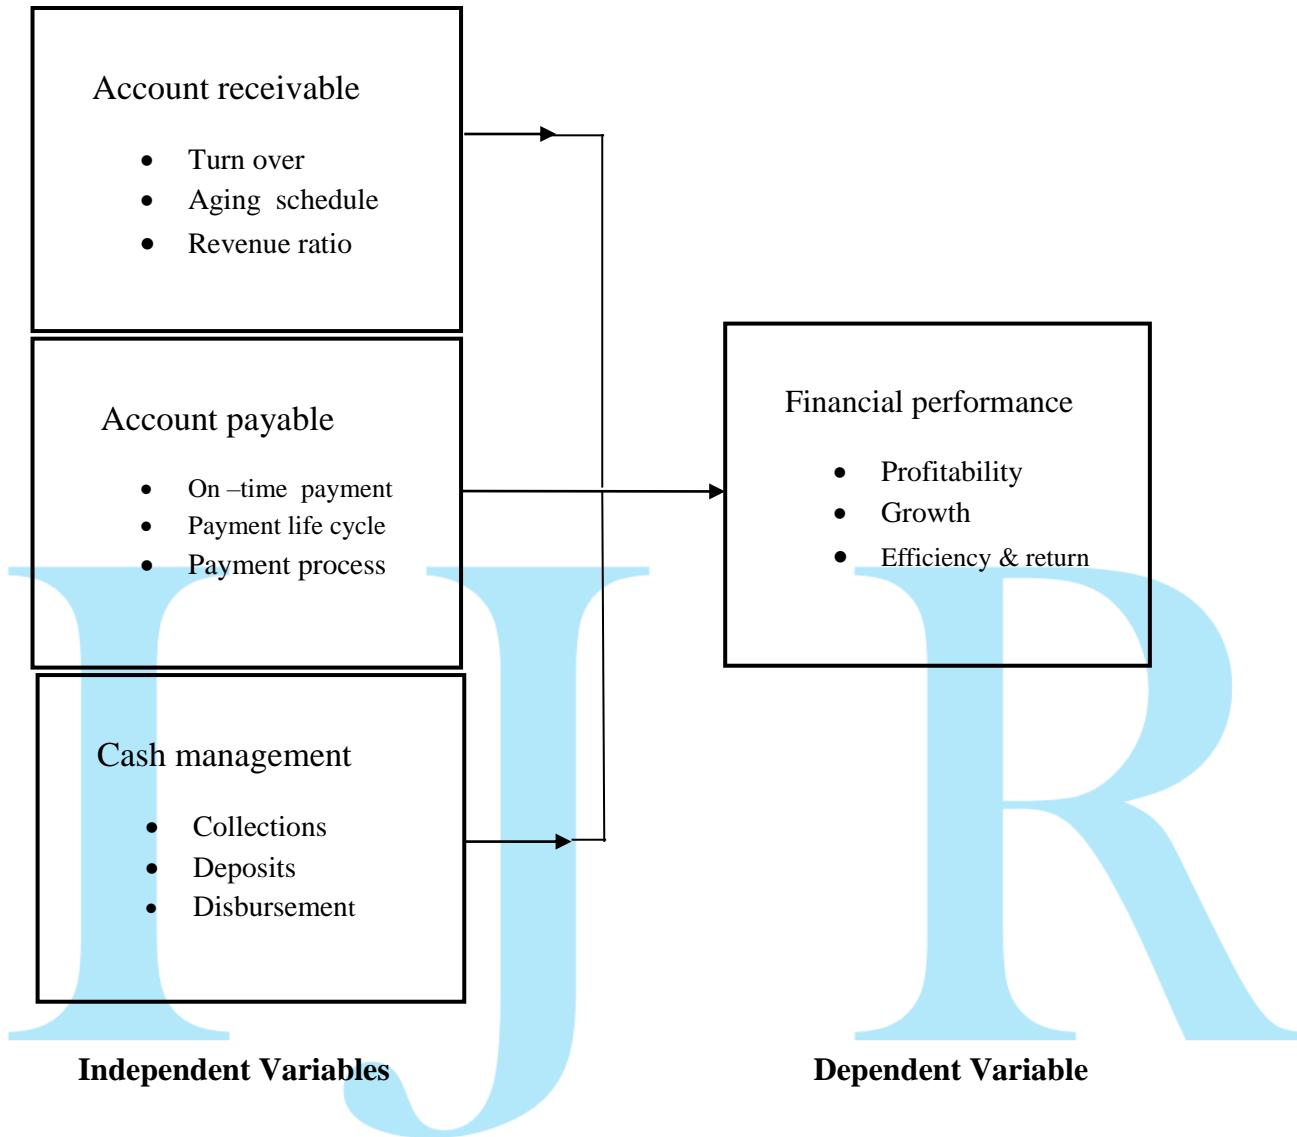 Account receivable
• Turn over
• Aging schedule
• Revenue ratio
Account payable
• On –time payment
• Payment life cycle
• Payment process
Cash management
• Collections
• Deposits
• Disbursement
Financial performance
• Profitability
• Growth
• Efficiency & return
Independent Variables
Dependent Variable
IJR